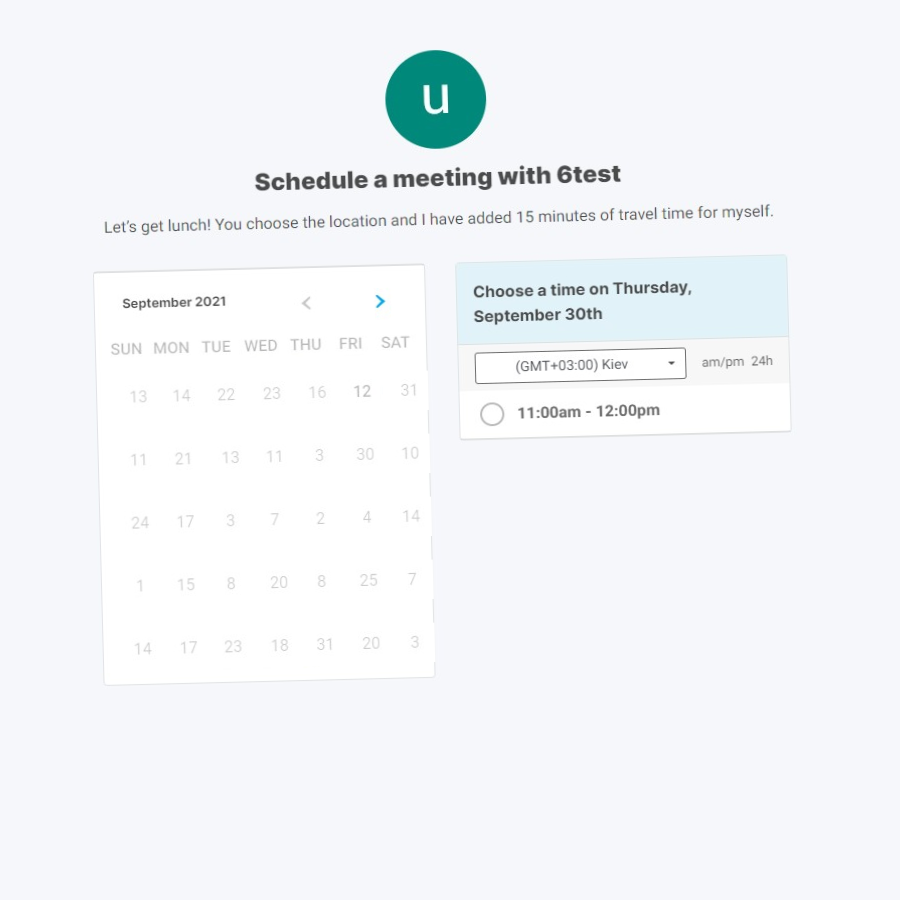 u
Schedule a meeting with 6test
Let's get lunch! You choose the location and I have added 15 minutes of travel time for myself.
September 2021
SUN MON TUE WED THU FRI SAT
13 14 22 23 16 12 31
11 21 13 11 3 30 10
24 17 3 7 2 4 14
1 15 8 20 8 25 7
14 17 23 18 31 20 3
Choose a time on Thursday,
September 30th
(GMT+03:00) Kiev am/pm 24h
11:00am - 12:00pm